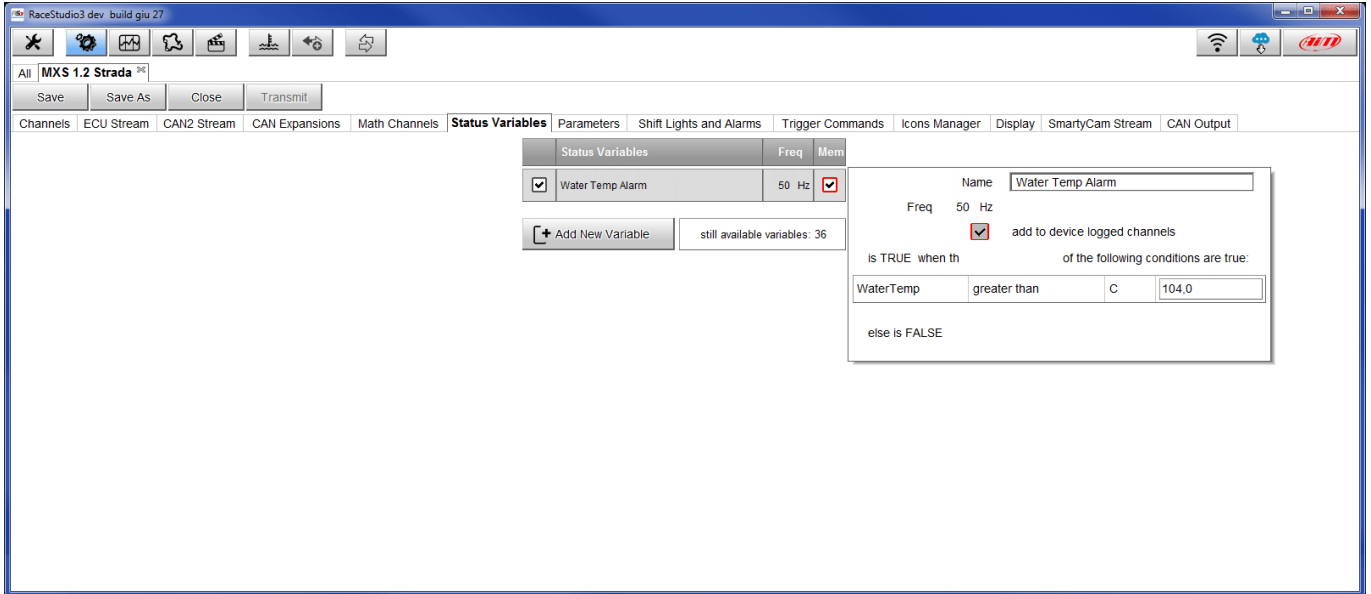 RaceStudio3 dev build giu 27
AiM
All MXS 1.2 Strada
Save Save As Close Transmit
Channels ECU Stream CAN2 Stream CAN Expansions Math Channels Status Variables Parameters Shift Lights and Alarms Trigger Commands Icons Manager Display SmartyCam Stream CAN Output
Status Variables Freq Mem
Water Temp Alarm 50 Hz
Add New Variable still available variables: 36
Name Water Temp Alarm
Freq 50 Hz
add to device logged channels
is TRUE when th of the following conditions are true:
WaterTemp greater than C 104,0
else is FALSE